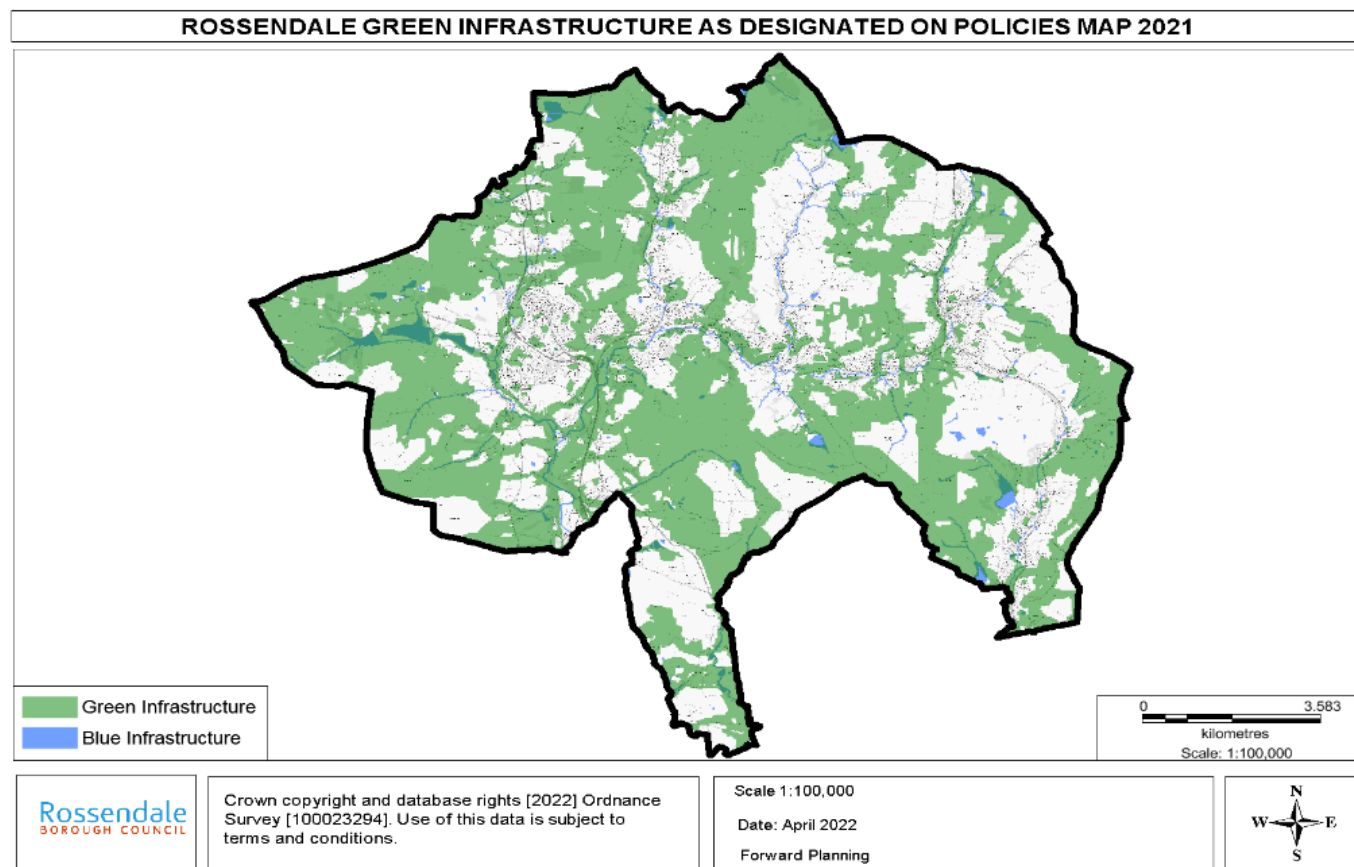 ROSSENDALE GREEN INFRASTRUCTURE AS DESIGNATED ON POLICIES MAP 2021
Green Infrastructure
Blue Infrastructure
0 3.583
kilometres
Scale: 1:100,000
Rossendale
BOROUGH COUNCIL
Crown copyright and database rights [2022] Ordnance
Survey [100023294]. Use of this data is subject to
terms and conditions.
Scale 1:100,000
Date: April 2022
Forward Planning
N
W E
S